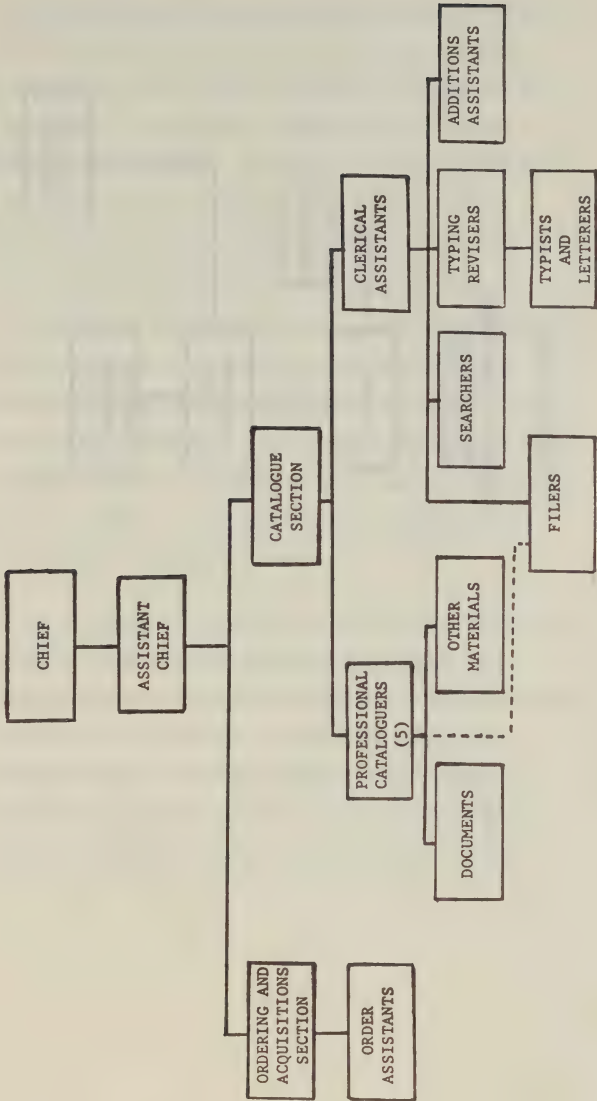 CHIEF
ASSISTANT
CHIEF
ORDERING AND
ACQUISITIONS
SECTION
CATALOGUE
SECTION
ORDER
ASSISTANTS
PROFESSIONAL
CATALOGUERS
(5)
CLERICAL
ASSISTANTS
DOCUMENTS
OTHER
MATERIALS
SEARCHERS
TYPING
REVISERS
ADDITIONS
ASSISTANTS
FILERS
TYPISTS
AND
LETTERERS